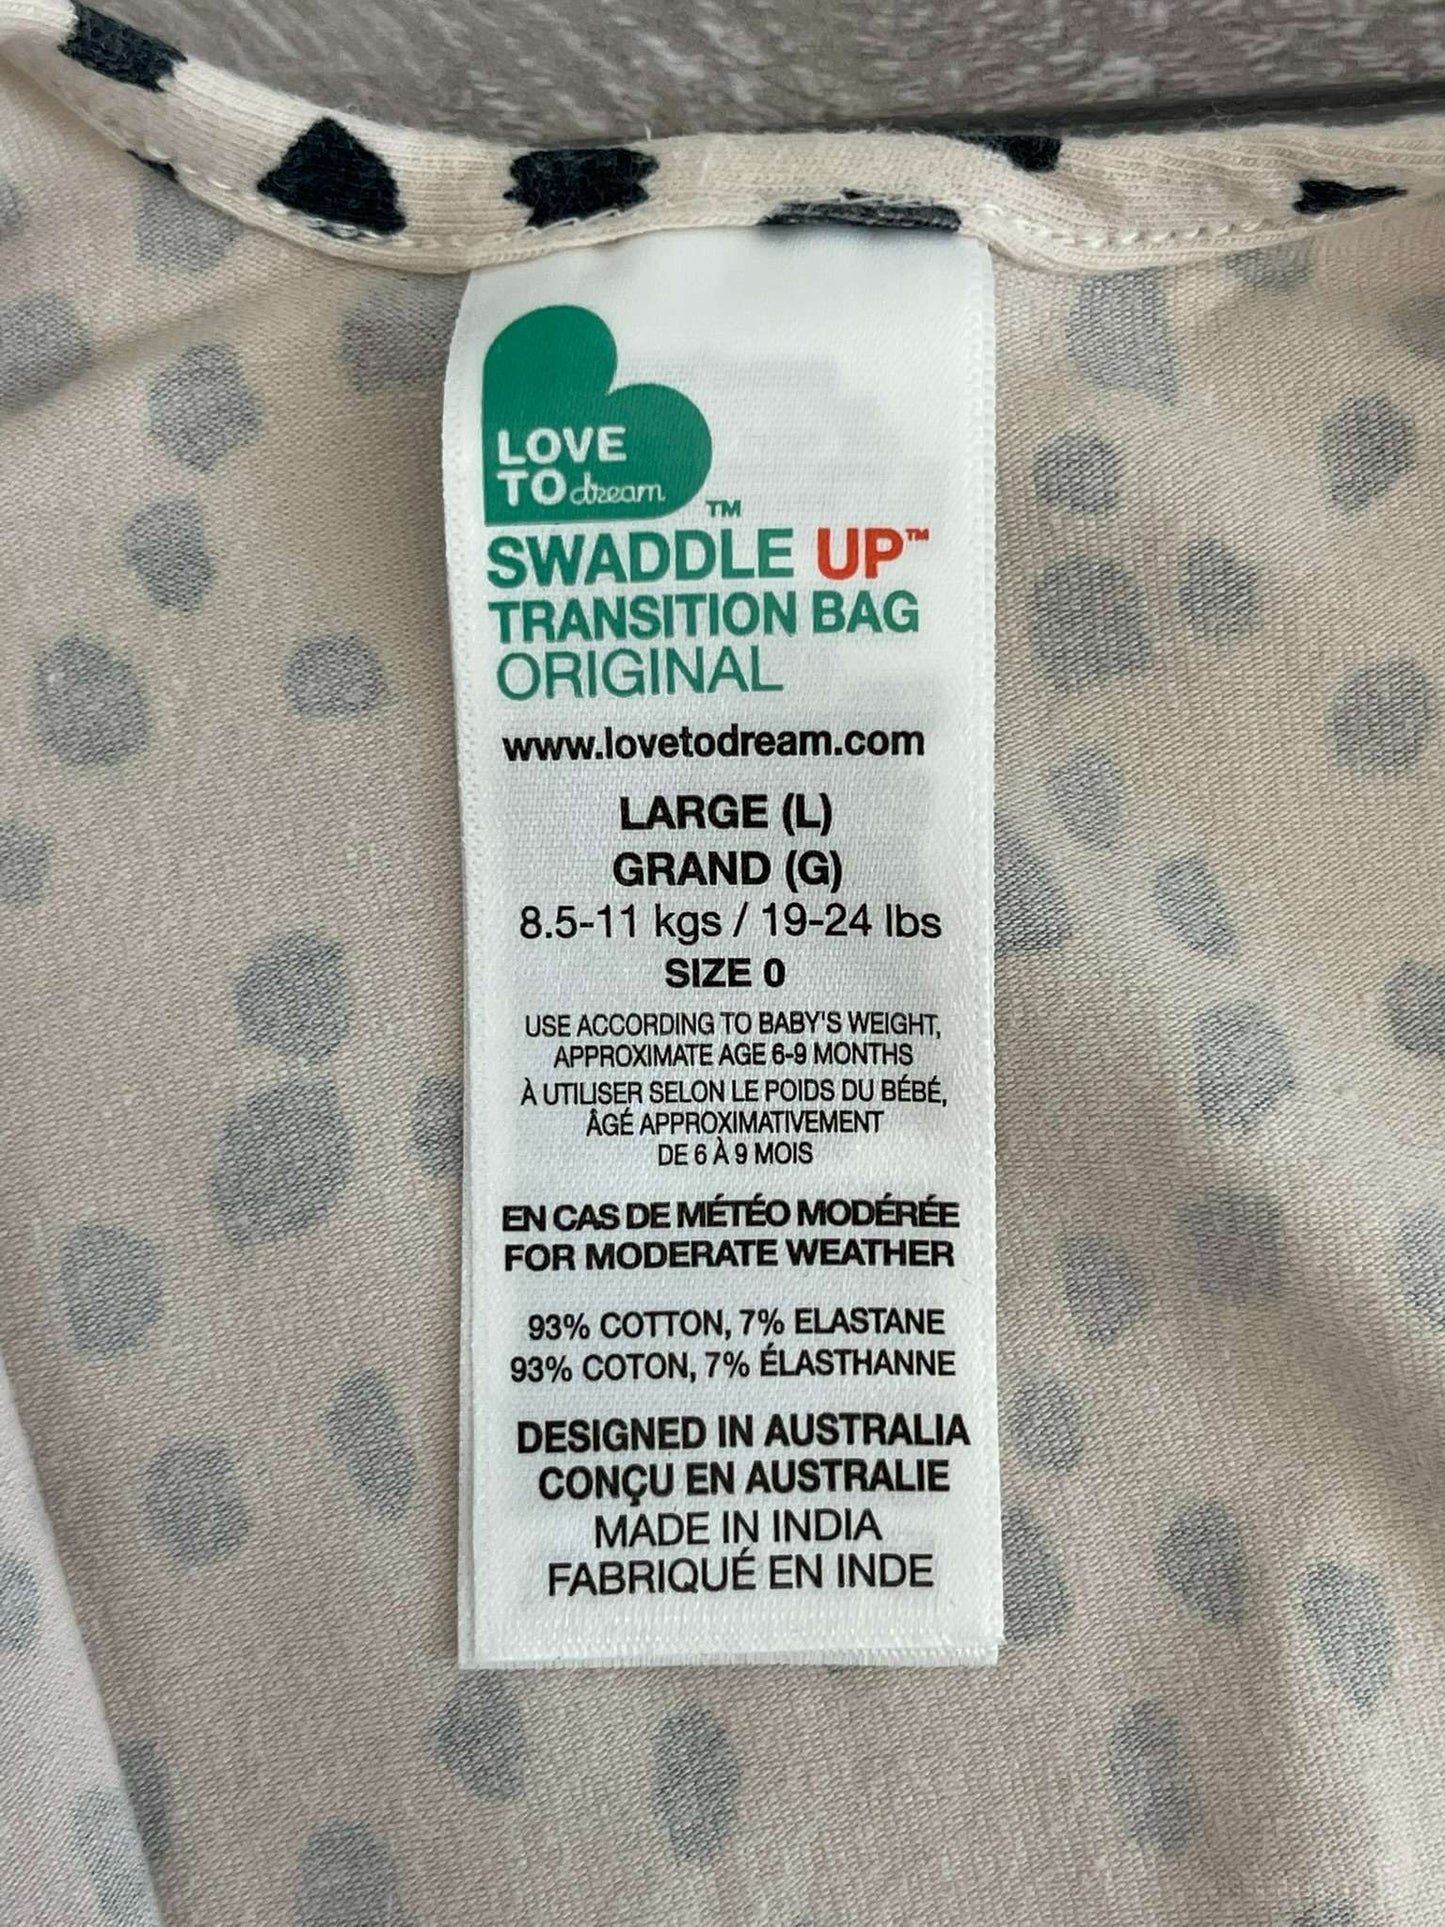 LOVE
TO dream
™
SWADDLE UP™
TRANSITION BAG
ORIGINAL
www.lovetodream.com
LARGE (L)
GRAND (G)
8.5-11 kgs / 19-24 lbs
SIZE 0
USE ACCORDING TO BABY'S WEIGHT,
APPROXIMATE AGE 6-9 MONTHS
À UTILISER SELON LE POIDS DU BÉBÉ,
ÂGÉ APPROXIMATIVEMENT
DE 6 À 9 MOIS
EN CAS DE MÉTÉO MODÉRÉE
FOR MODERATE WEATHER
93% COTTON, 7% ELASTANE
93% COTON, 7% ÉLASTHANNE
DESIGNED IN AUSTRALIA
CONÇU EN AUSTRALIE
MADE IN INDIA
FABRIQUÉ EN INDE